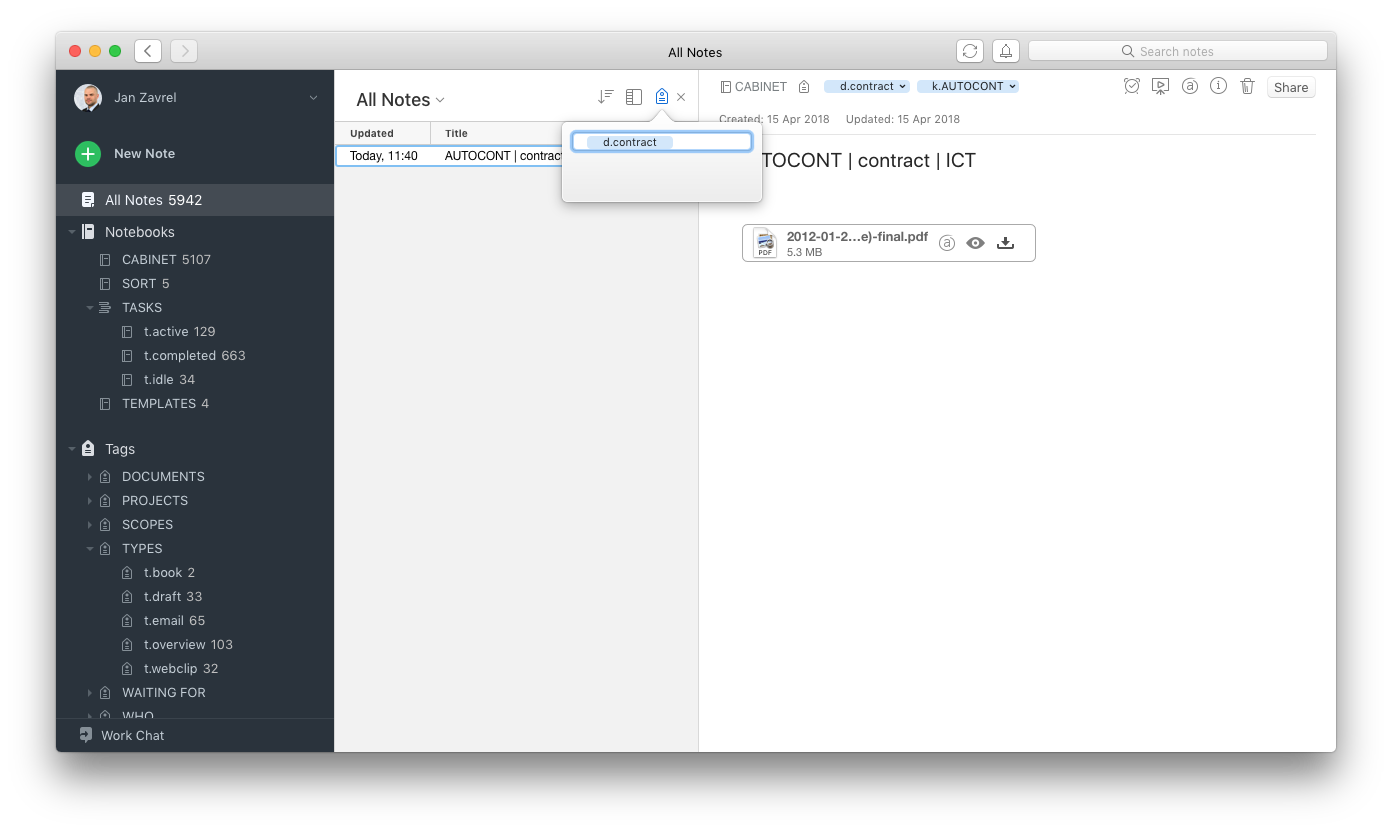 All Notes
Search notes
Jan Zavrel
New Note
All Notes 5942
Notebooks
CABINET 5107
SORT 5
TASKS
t.active 129
t.completed 663
t.idle 34
TEMPLATES 4
Tags
DOCUMENTS
PROJECTS
SCOPES
TYPES
t.book 2
t.draft 33
t.email 65
t.overview 103
t.webclip 32
WAITING FOR
WHO
Work Chat
All Notes
Updated Title
Today, 11:40 AUTOCONT | contract
d.contract
CABINET d.contract k.AUTOCONT Share
Created: 15 Apr 2018 Updated: 15 Apr 2018
TOCONT | contract | ICT
PDF
2012-01-2...e)-final.pdf
5.3 MB